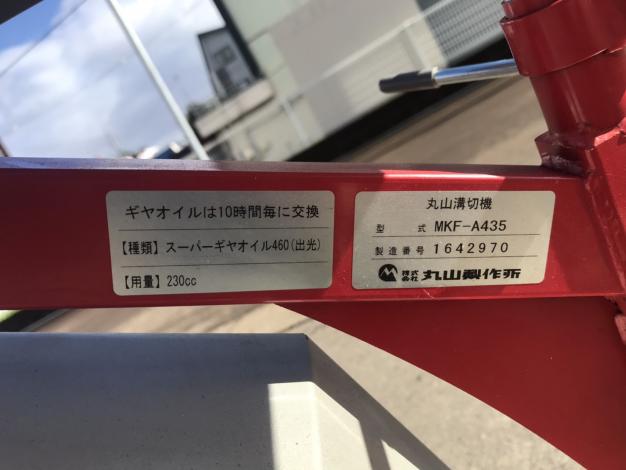 ギヤオイルは10時間毎に交換
【種類】スーパーギヤオイル460(出光)
【用量】230cc
丸山溝切機
型式 MKF-A435
製造番号 1642970
株式会社 丸山製作所